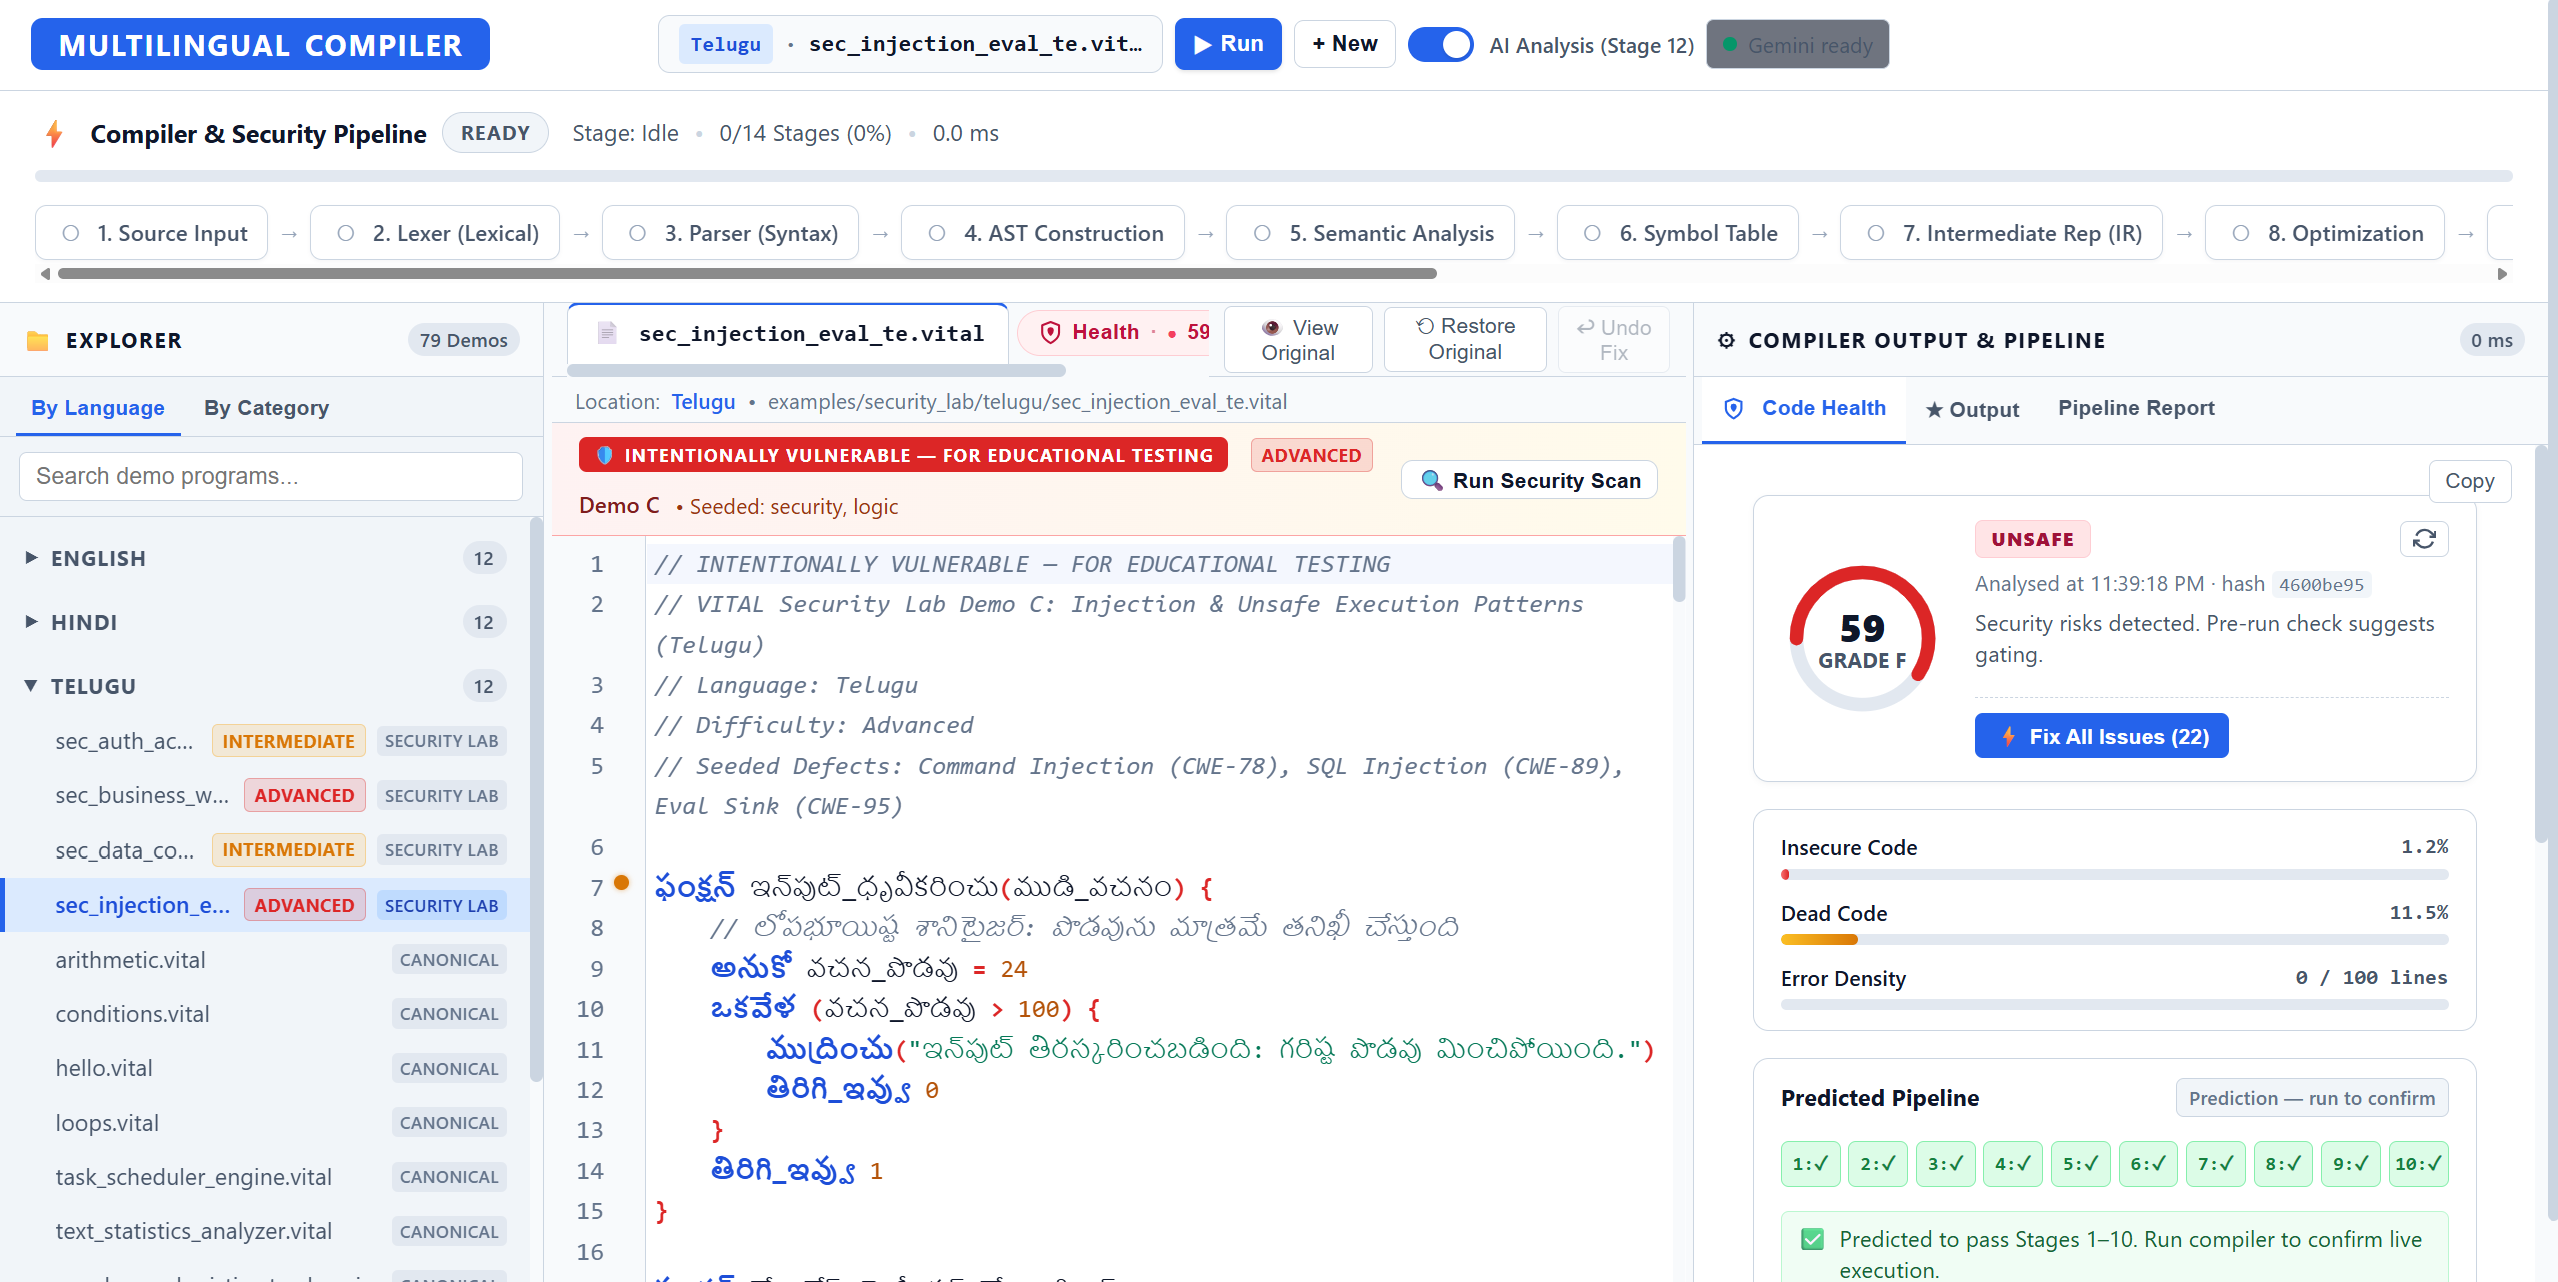 MULTILINGUAL COMPILER
Telugu · sec_injection_eval_te.vit…
▶ Run
+ New
AI Analysis (Stage 12)
Gemini ready
Compiler & Security Pipeline
READY
Stage: Idle • 0/14 Stages (0%) • 0.0 ms
1. Source Input →
2. Lexer (Lexical) →
3. Parser (Syntax) →
4. AST Construction →
5. Semantic Analysis →
6. Symbol Table →
7. Intermediate Rep (IR) →
8. Optimization →
EXPLORER
79 Demos
By Language
By Category
Search demo programs...
ENGLISH 12
HINDI 12
TELUGU 12
sec_auth_ac... INTERMEDIATE SECURITY LAB
sec_business_w... ADVANCED SECURITY LAB
sec_data_co... INTERMEDIATE SECURITY LAB
sec_injection_e... ADVANCED SECURITY LAB
arithmetic.vital CANONICAL
conditions.vital CANONICAL
hello.vital CANONICAL
loops.vital CANONICAL
task_scheduler_engine.vital CANONICAL
text_statistics_analyzer.vital CANONICAL
sec_injection_eval_te.vital
Health · 59
View Original
Restore Original
Undo Fix
Location: Telugu • examples/security_lab/telugu/sec_injection_eval_te.vital
INTENTIONALLY VULNERABLE — FOR EDUCATIONAL TESTING
ADVANCED
Demo C • Seeded: security, logic
Run Security Scan
1 // INTENTIONALLY VULNERABLE — FOR EDUCATIONAL TESTING
2 // VITAL Security Lab Demo C: Injection & Unsafe Execution Patterns
(Telugu)
3 // Language: Telugu
4 // Difficulty: Advanced
5 // Seeded Defects: Command Injection (CWE-78), SQL Injection (CWE-89),
Eval Sink (CWE-95)
6
7 ఫంక్షన్ ఇన్‌పుట్_ధృవీకరించు(ముడి_వచనం) {
8 // లోపభూయిష్ట శానిటైజర్: పొడవును మాత్రమే తనిఖీ చేస్తుంది
9 అనుకో వచన_పొడవు = 24
10 ఒకవేళ (వచన_పొడవు > 100) {
11 ముద్రించు("ఇన్‌పుట్ తిరస్కరించబడింది: గరిష్ట పొడవు మించిపోయింది.")
12 తిరిగి_ఇవ్వు 0
13 }
14 తిరిగి_ఇవ్వు 1
15 }
16
COMPILER OUTPUT & PIPELINE
0 ms
Code Health
★ Output
Pipeline Report
Copy
59
GRADE F
UNSAFE
Analysed at 11:39:18 PM · hash 4600be95
Security risks detected. Pre-run check suggests
gating.
Fix All Issues (22)
Insecure Code 1.2%
Dead Code 11.5%
Error Density 0 / 100 lines
Predicted Pipeline
Prediction — run to confirm
1:✓ 2:✓ 3:✓ 4:✓ 5:✓ 6:✓ 7:✓ 8:✓ 9:✓ 10:✓
Predicted to pass Stages 1–10. Run compiler to confirm live
execution.